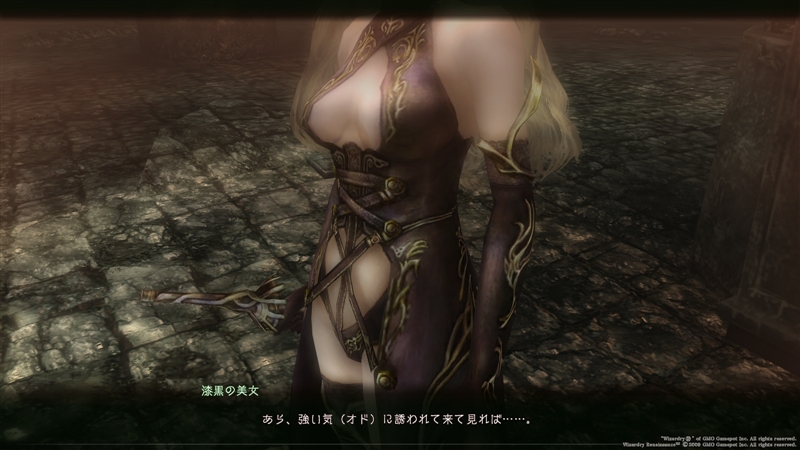 漆黒の美女
あら、強い気（オド）に誘われて来て見れば……。
"Wizardry®" of GMO Gamepot Inc. All rights reserved.
Wizardry Renaissance™ © 2009 GMO Gamepot Inc. All rights reserved.